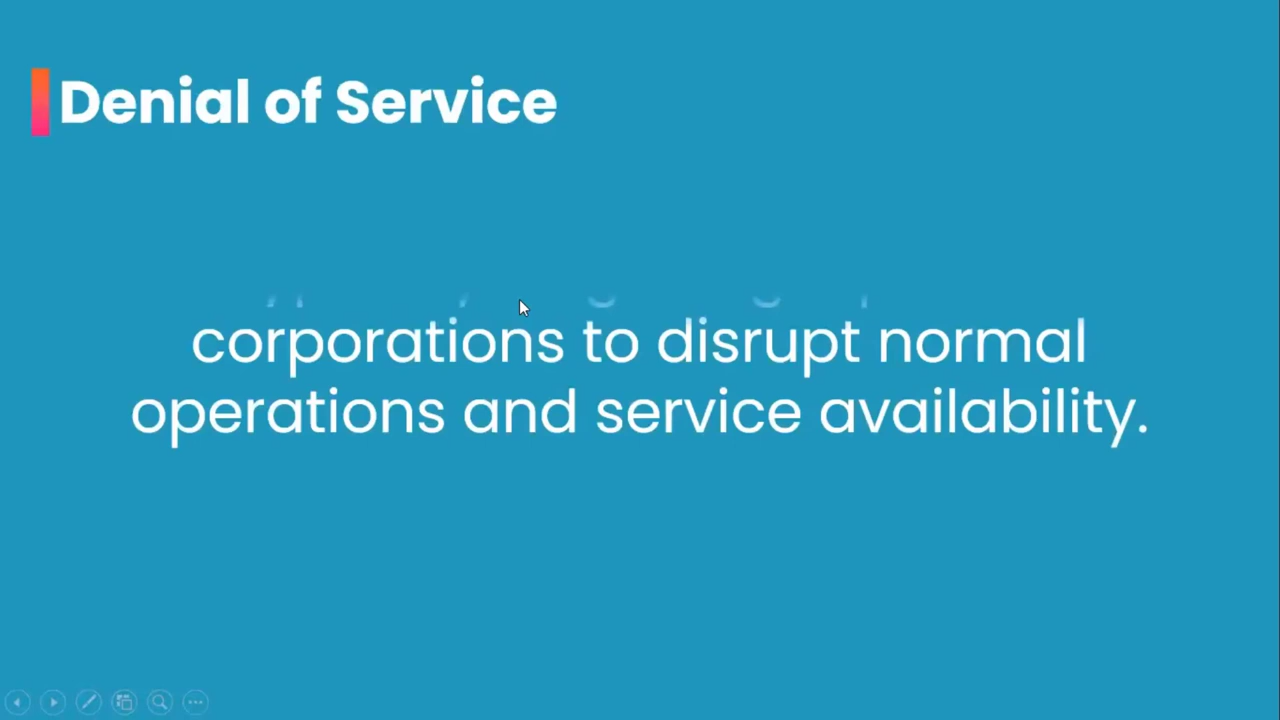 Denial of Service
corporations to disrupt normal
operations and service availability.